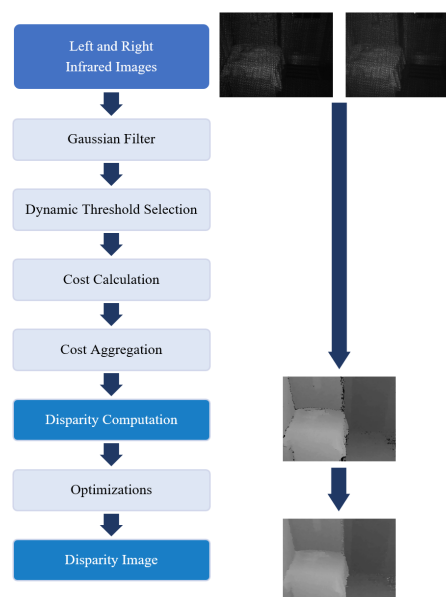 Left and Right
Infrared Images
Gaussian Filter
Dynamic Threshold Selection
Cost Calculation
Cost Aggregation
Disparity Computation
Optimizations
Disparity Image